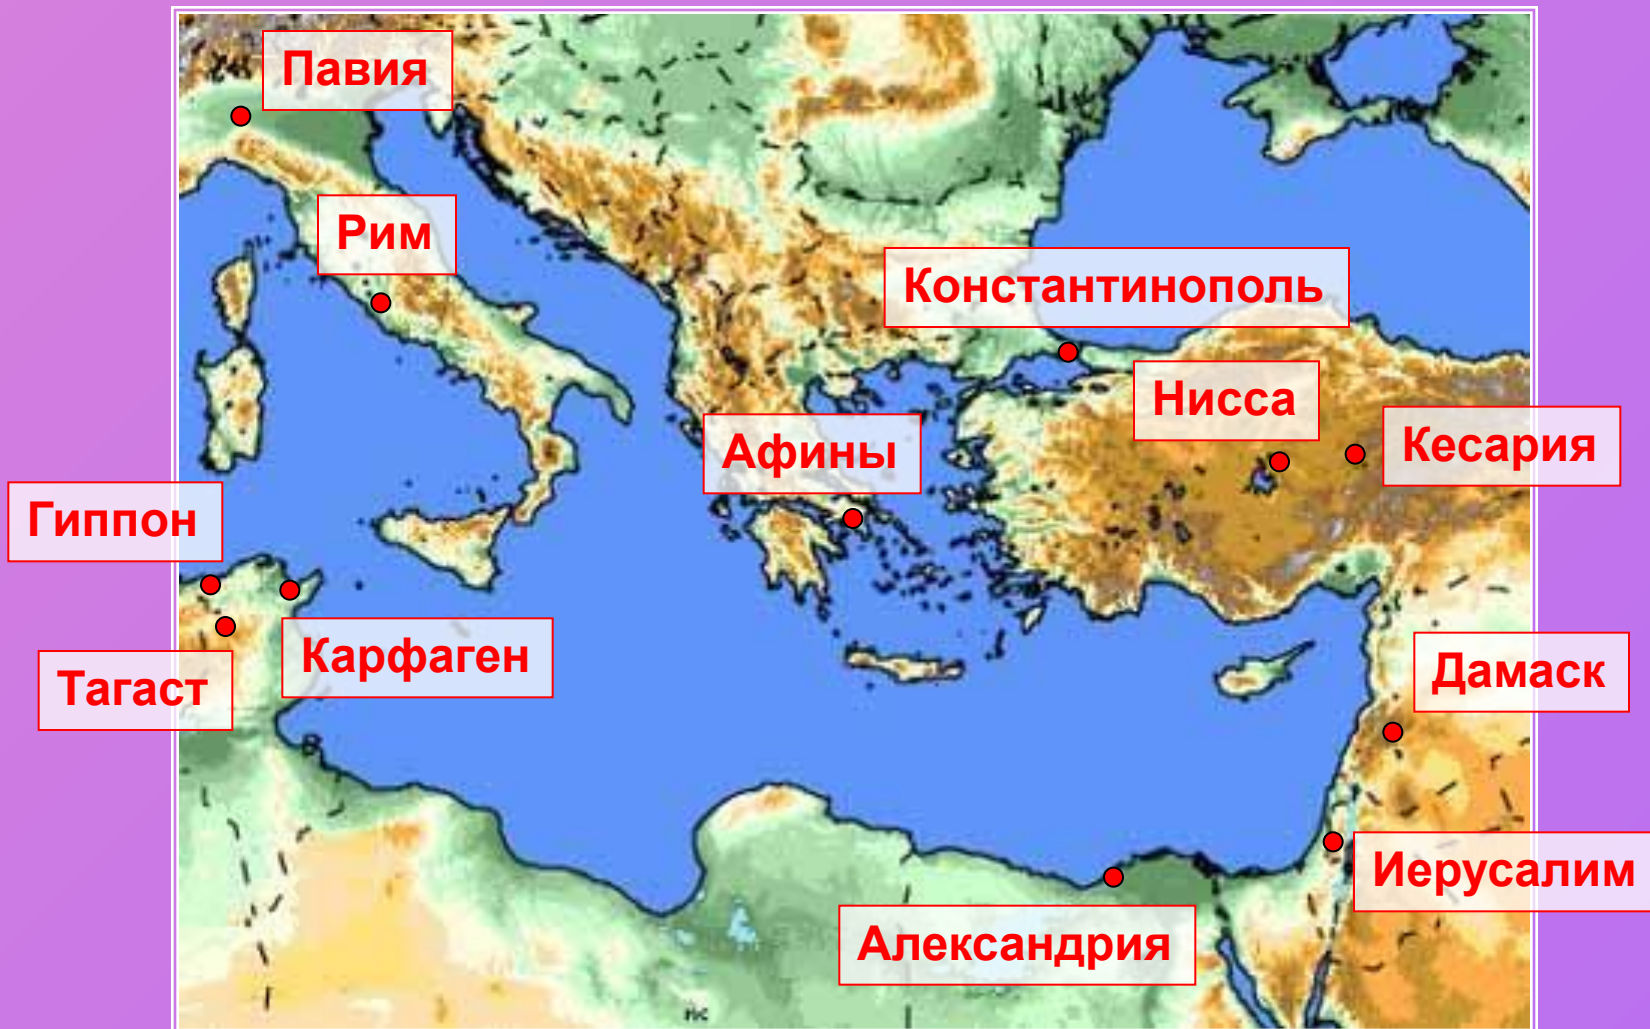 Павия
Рим
Константинополь
Нисса
Кесария
Афины
Гиппон
Карфаген
Тагаст
Дамаск
Иерусалим
Александрия